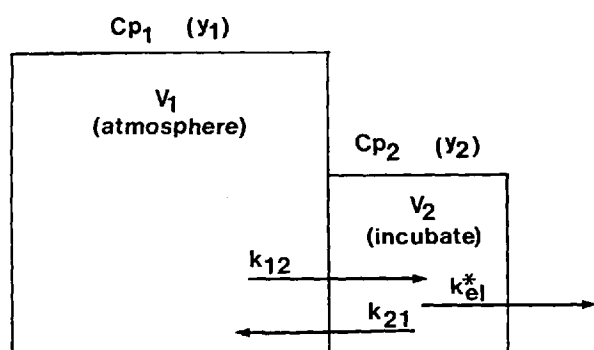 Cp1 (y1)
V1
(atmosphere)
Cp2 (y2)
V2
(incubate)
k12
k*el
k21